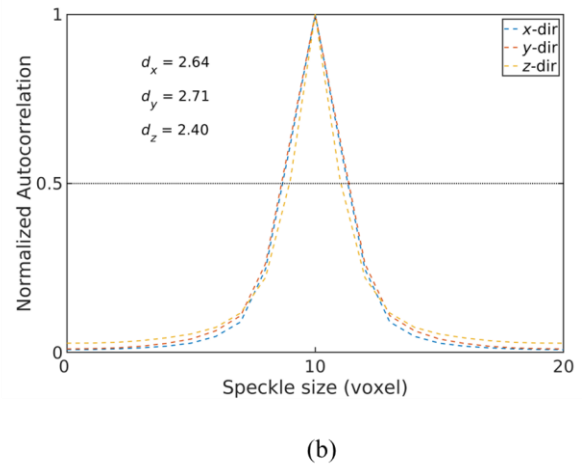 1
x-dir
y-dir
z-dir
d_x = 2.64
d_y = 2.71
d_z = 2.40
Normalized Autocorrelation
0.5
0
0 10 20
Speckle size (voxel)
(b)